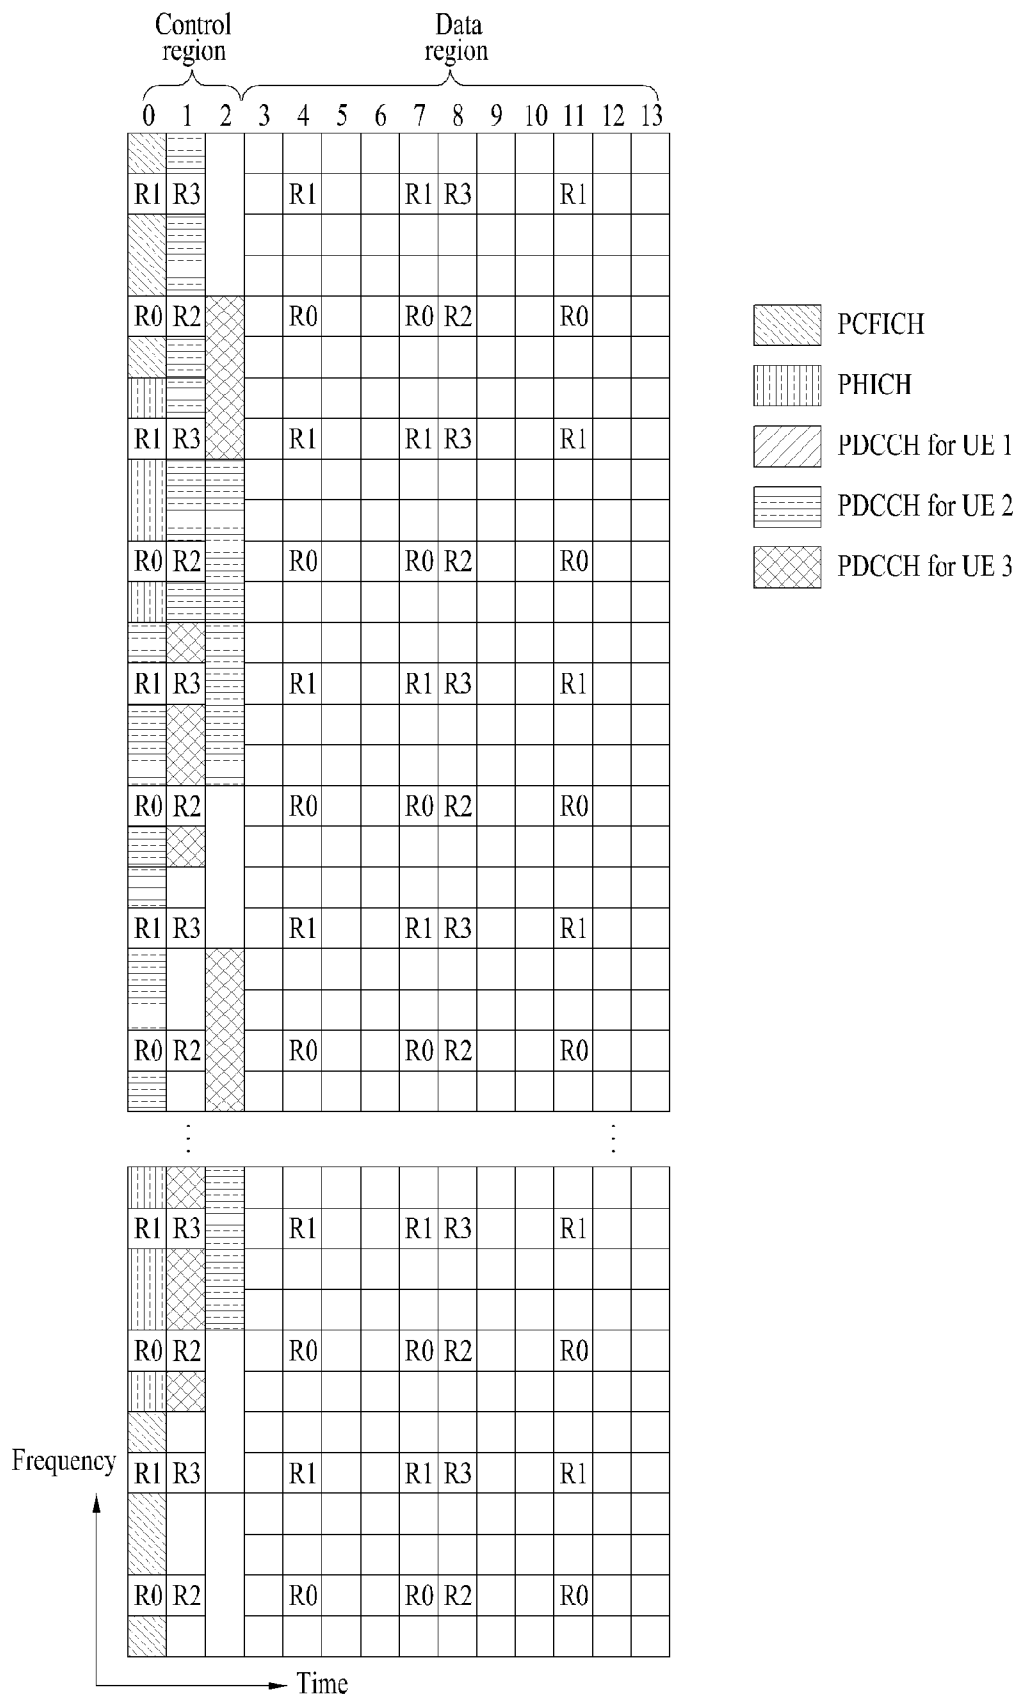 Control
region
Data
region
0 1 2 3 4 5 6 7 8 9 10 11 12 13
R1 R3 R1 R1 R3 R1
R0 R2 R0 R0 R2 R0
R1 R3 R1 R1 R3 R1
R0 R2 R0 R0 R2 R0
R1 R3 R1 R1 R3 R1
R0 R2 R0 R0 R2 R0
R1 R3 R1 R1 R3 R1
R0 R2 R0 R0 R2 R0
R1 R3 R1 R1 R3 R1
R0 R2 R0 R0 R2 R0
R1 R3 R1 R1 R3 R1
R0 R2 R0 R0 R2 R0
PCFICH
PHICH
PDCCH for UE 1
PDCCH for UE 2
PDCCH for UE 3
Frequency
Time